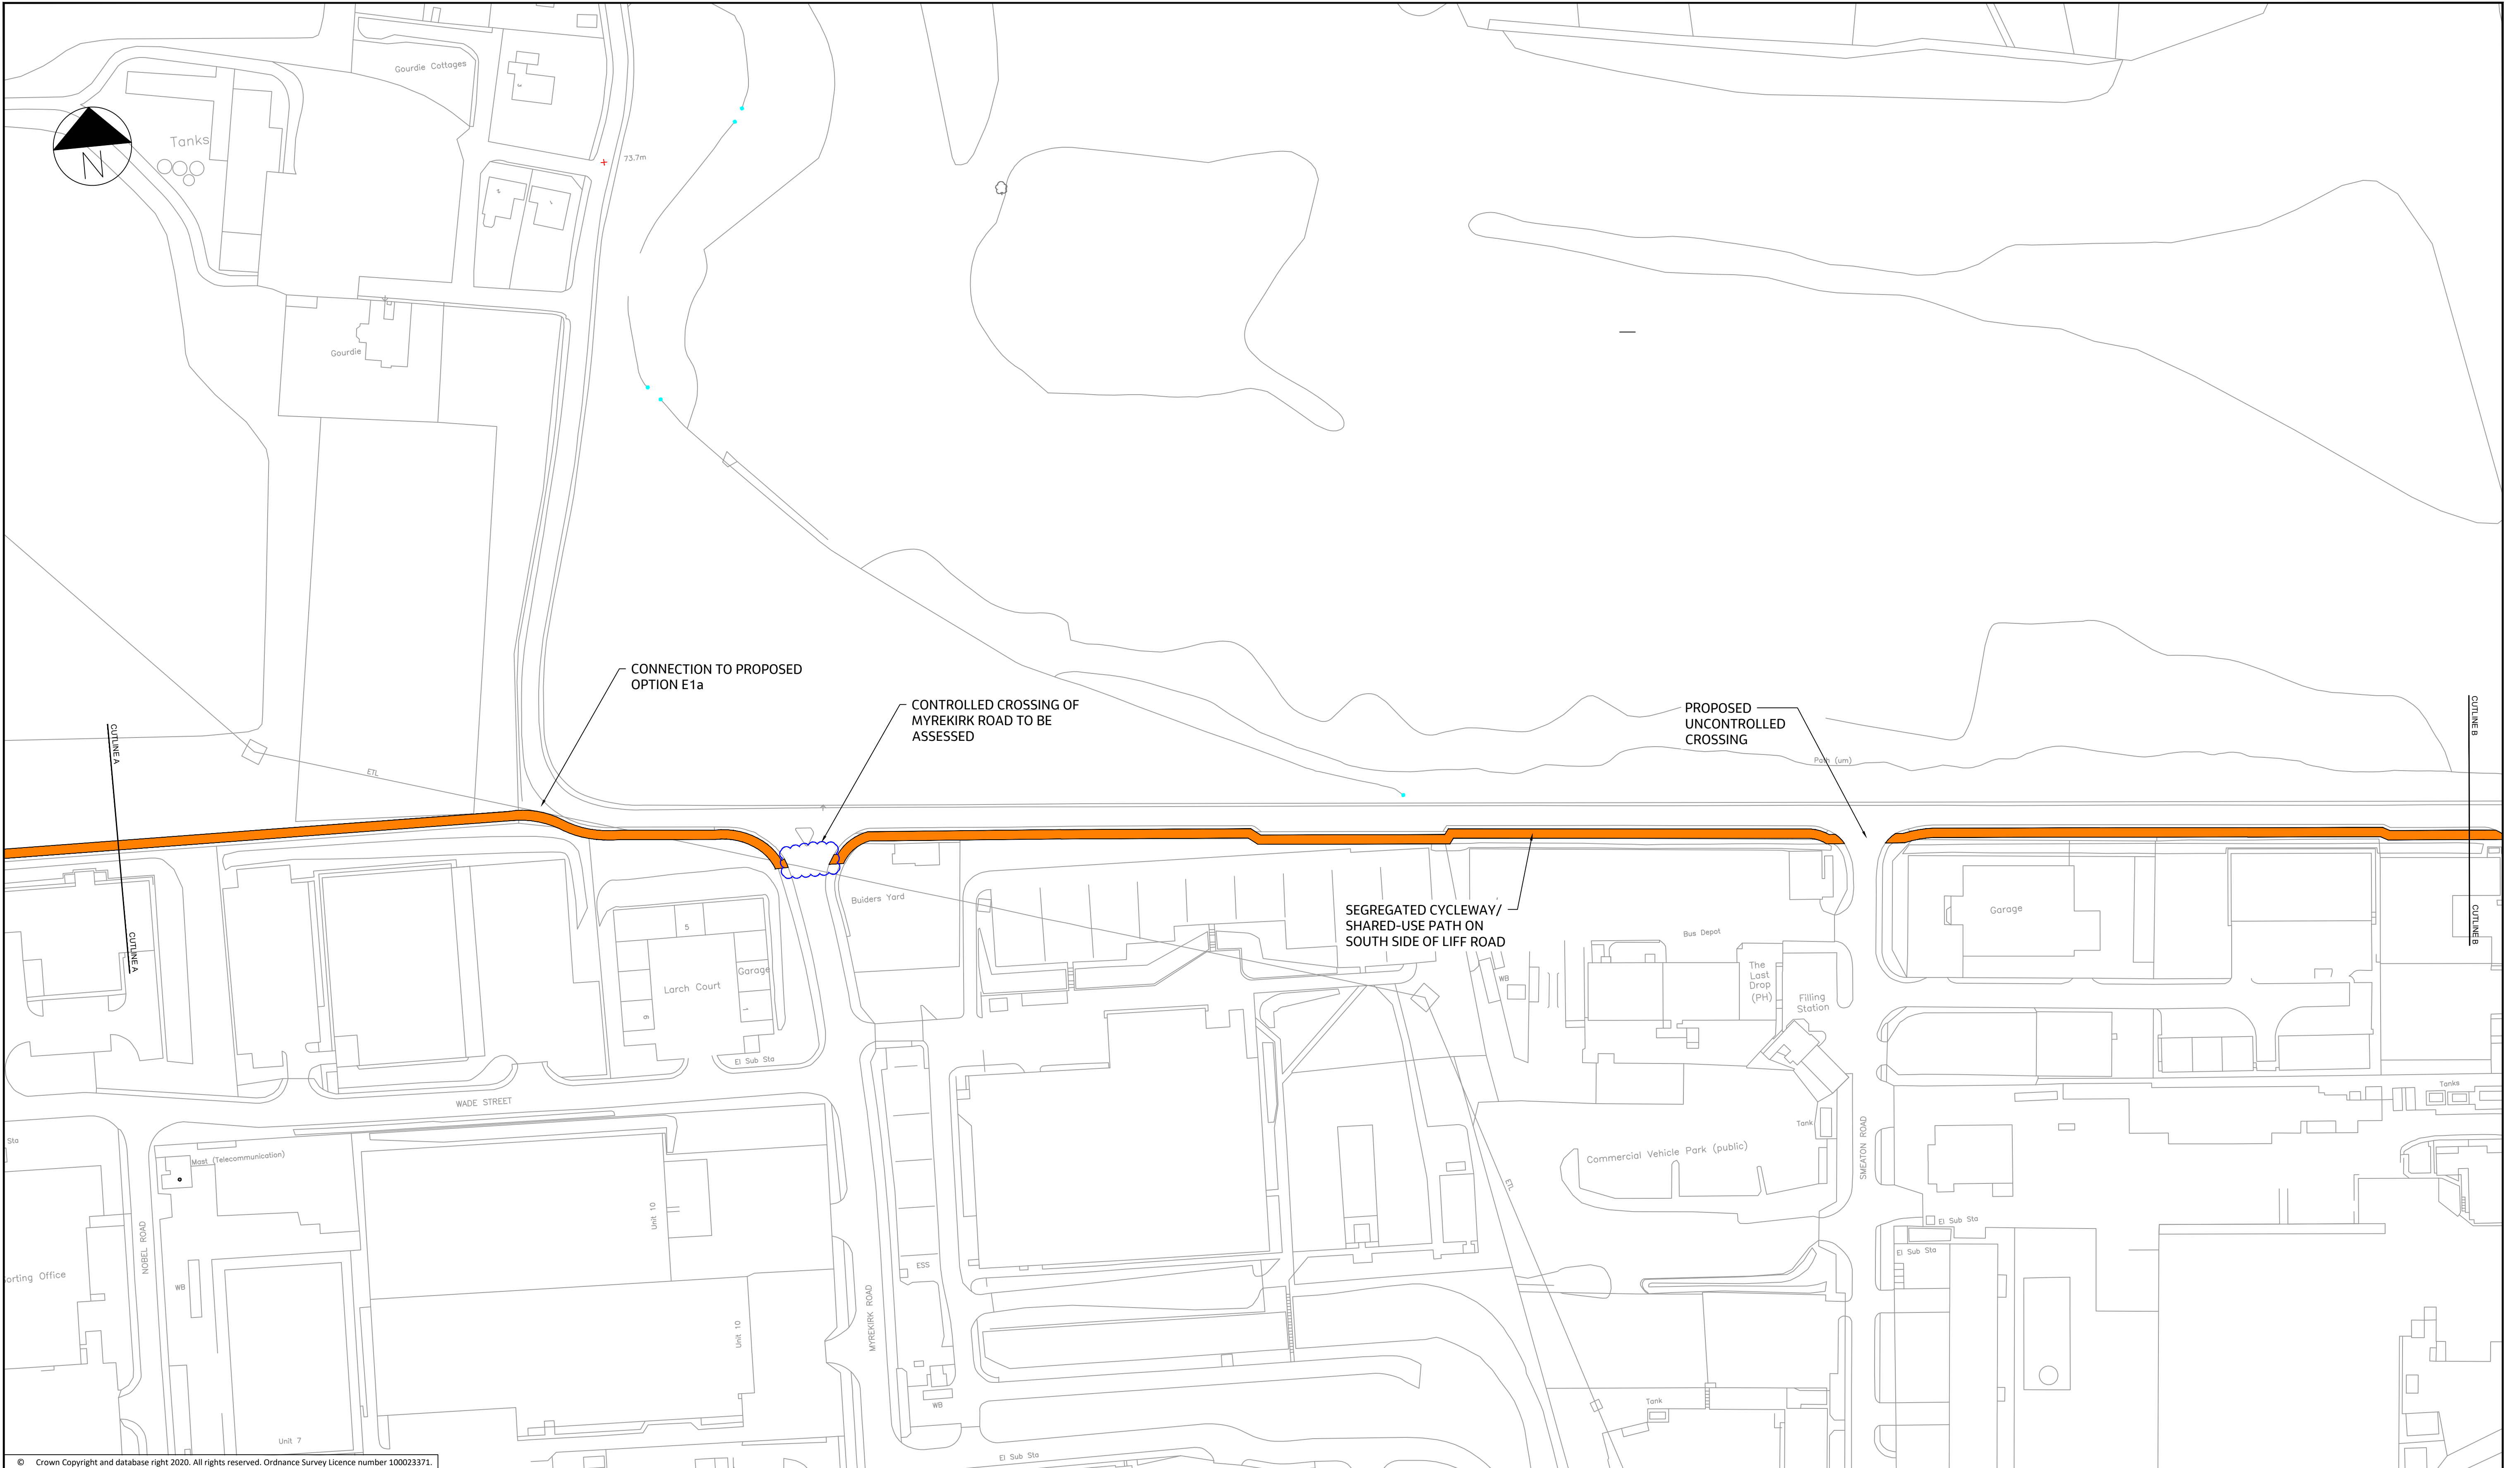 Gourdie Cottages
2
Tanks
N
73.7m
Gourdie
CONNECTION TO PROPOSED
OPTION E1a
CONTROLLED CROSSING OF
MYREKIRK ROAD TO BE
ASSESSED
PROPOSED
UNCONTROLLED
CROSSING
CUTLINE A
CUTLINE B
ETL
Path (um)
CUTLINE A
CUTLINE B
Builders Yard
SEGREGATED CYCLEWAY/
SHARED-USE PATH ON
SOUTH SIDE OF LIFF ROAD
Garage
5
Garage
Larch Court
9
1
El Sub Sta
Bus Depot
WB
The
Last
Drop
(PH)
Filling
Station
WADE STREET
Tanks
Tank
Sta
Mast (Telecommunication)
Commercial Vehicle Park (public)
SMEATON ROAD
ETL
Unit 10
NOBEL ROAD
El Sub Sta
El Sub Sta
orting Office
WB
ESS
MYREKIRK ROAD
Unit 10
WB
Tank
Unit 7
El Sub Sta
© Crown Copyright and database right 2020. All rights reserved. Ordnance Survey Licence number 100023371.